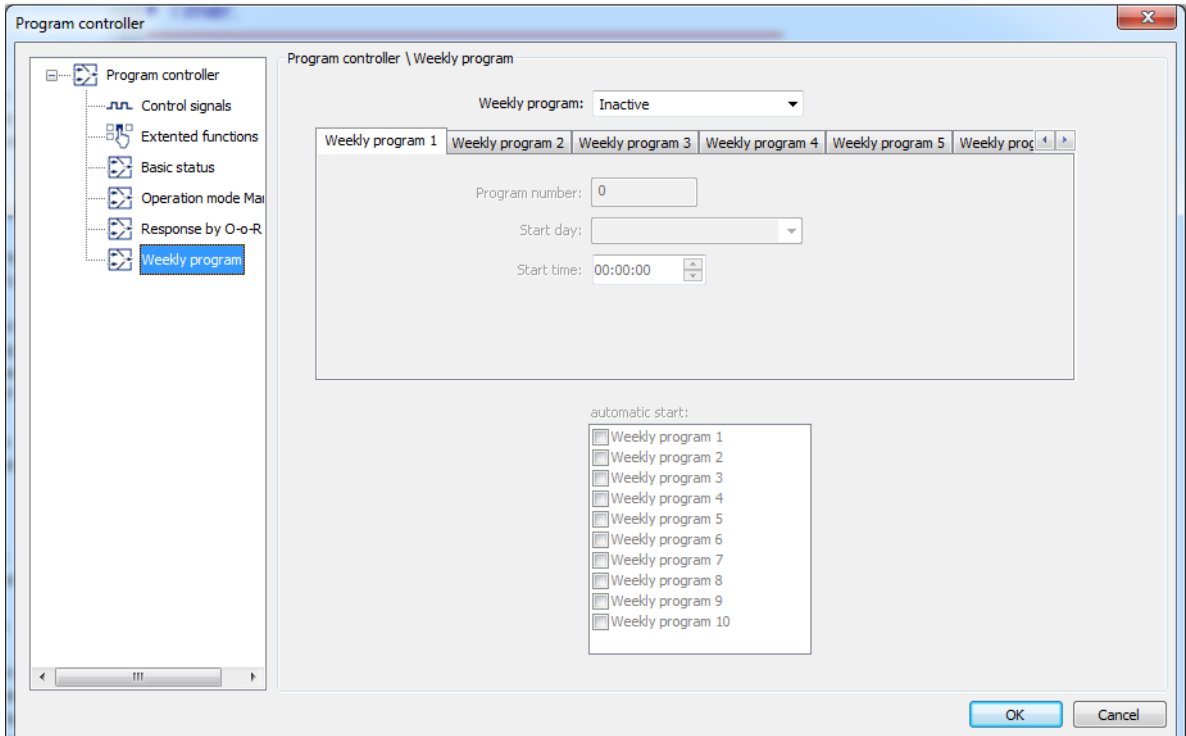 Program controller
Program controller
Control signals
Extented functions
Basic status
Operation mode Ma
Response by O-o-R
Weekly program
Program controller \ Weekly program
Weekly program: Inactive
Weekly program 1 Weekly program 2 Weekly program 3 Weekly program 4 Weekly program 5 Weekly prog
Program number: 0
Start day:
Start time: 00:00:00
automatic start:
Weekly program 1
Weekly program 2
Weekly program 3
Weekly program 4
Weekly program 5
Weekly program 6
Weekly program 7
Weekly program 8
Weekly program 9
Weekly program 10
OK Cancel